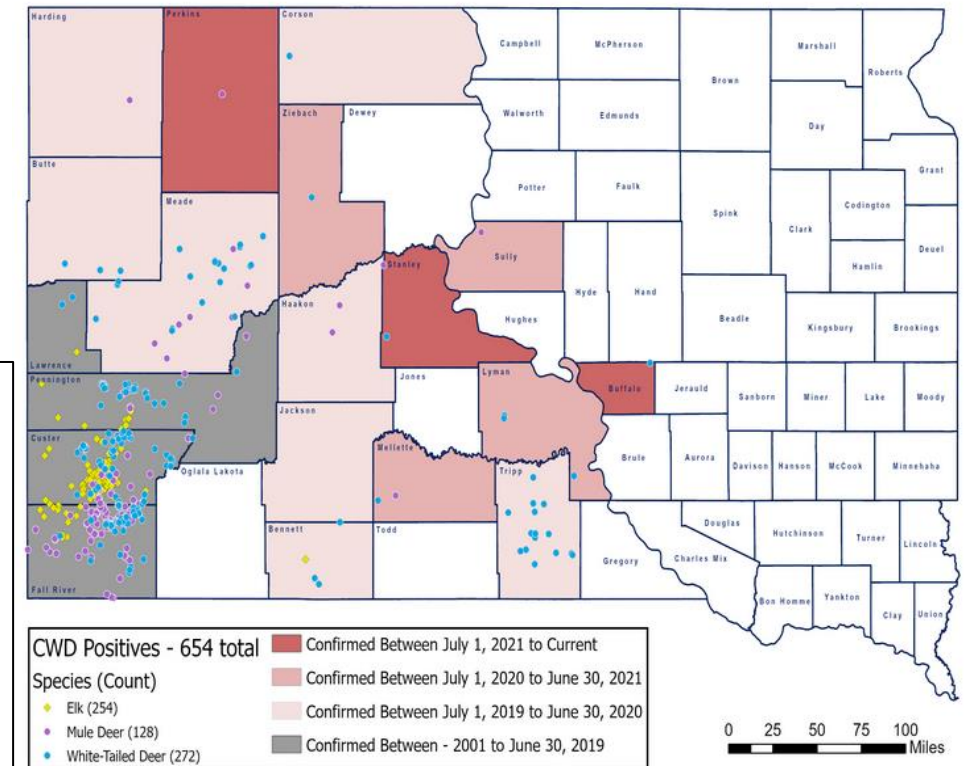 Harding
Perkins
Corson
Campbell
McPherson
Marshall
Roberts
Brown
Ziebach
Dewey
Walworth
Edmunds
Day
Grant
Butte
Meade
Potter
Faulk
Spink
Clark
Codington
Deuel
Hamlin
Sully
Stanley
Haakon
Hughes
Hyde
Hand
Beadle
Kingsbury
Brookings
Lawrence
Pennington
Jones
Lyman
Buffalo
Jerauld
Sanborn
Miner
Lake
Moody
Custer
Jackson
Mellette
Oglala Lakota
Tripp
Brule
Aurora
Davison
Hanson
McCook
Minnehaha
Bennett
Todd
Gregory
Douglas
Charles Mix
Hutchinson
Turner
Lincoln
Fall River
Bon Homme
Yankton
Clay
Union
CWD Positives - 654 total
Species (Count)
Elk (254)
Mule Deer (128)
White-Tailed Deer (272)
Confirmed Between July 1, 2021 to Current
Confirmed Between July 1, 2020 to June 30, 2021
Confirmed Between July 1, 2019 to June 30, 2020
Confirmed Between - 2001 to June 30, 2019
0 25 50 75 100
Miles